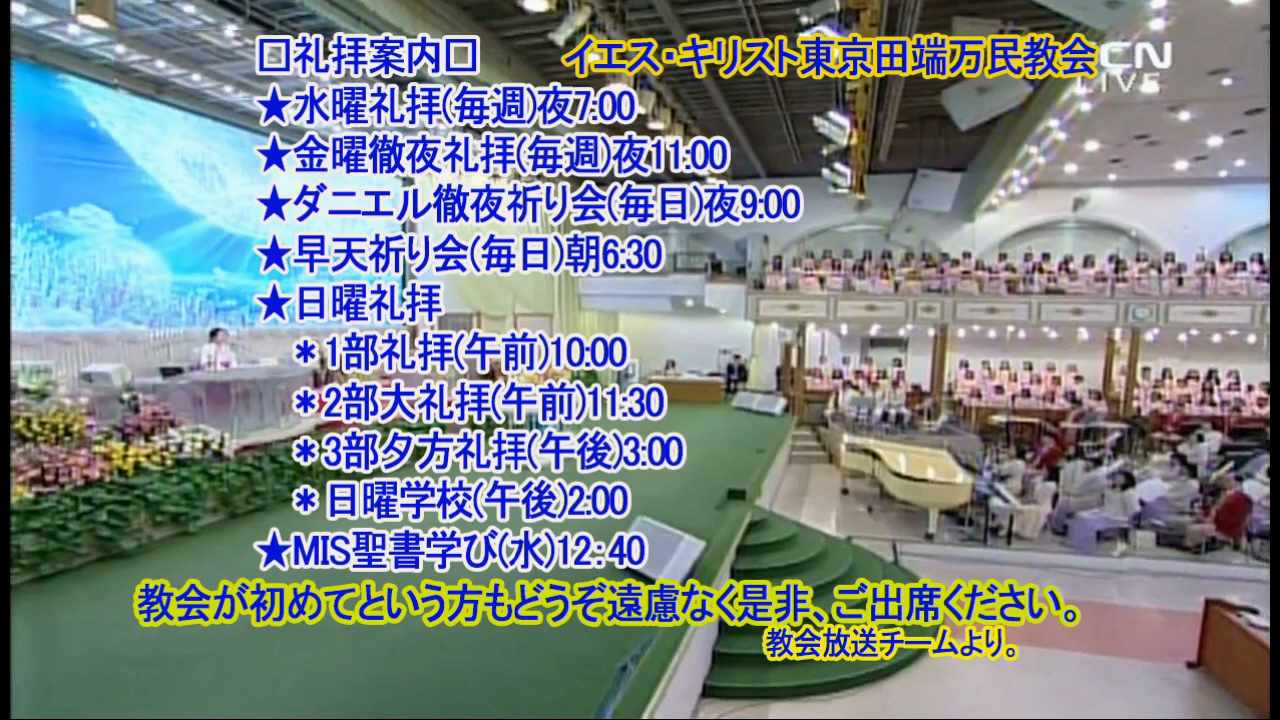 □礼拝案内□ イエス・キリスト東京田端万民教会
CN
LIVE
★水曜礼拝(毎週)夜7:00
★金曜徹夜礼拝(毎週)夜11:00
★ダニエル徹夜祈り会(毎日)夜9:00
★早天祈り会(毎日)朝6:30
★日曜礼拝
*1部礼拝(午前)10:00
*2部大礼拝(午前)11:30
*3部夕方礼拝(午後)3:00
*日曜学校(午後)2:00
★MIS聖書学び(水)12:40
教会が初めてという方もどうぞ遠慮なく是非、ご出席ください。
教会放送チームより。